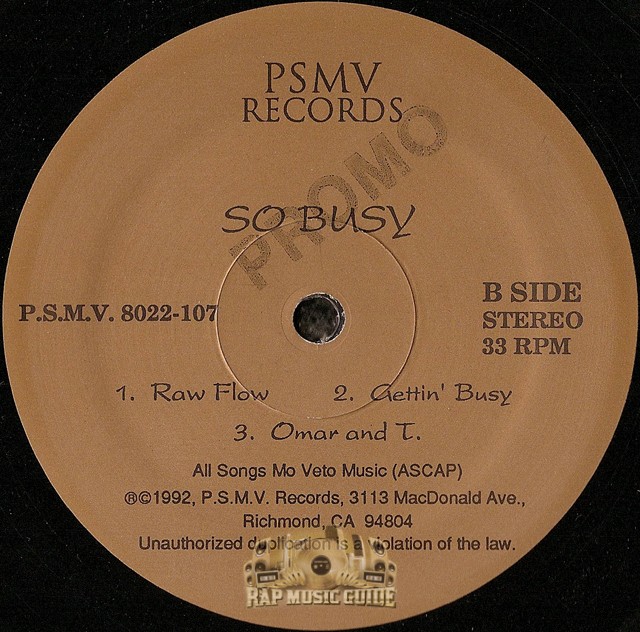 PSMV
RECORDS
PROMO
SO BUSY
P.S.M.V. 8022-107
B SIDE
STEREO
33 RPM
1. Raw Flow 2. Gettin' Busy
3. Omar and T.
All Songs Mo Veto Music (ASCAP)
℗©1992, P.S.M.V. Records, 3113 MacDonald Ave.,
Richmond, CA 94804
Unauthorized duplication is a violation of the law.
RAP MUSIC GUIDE